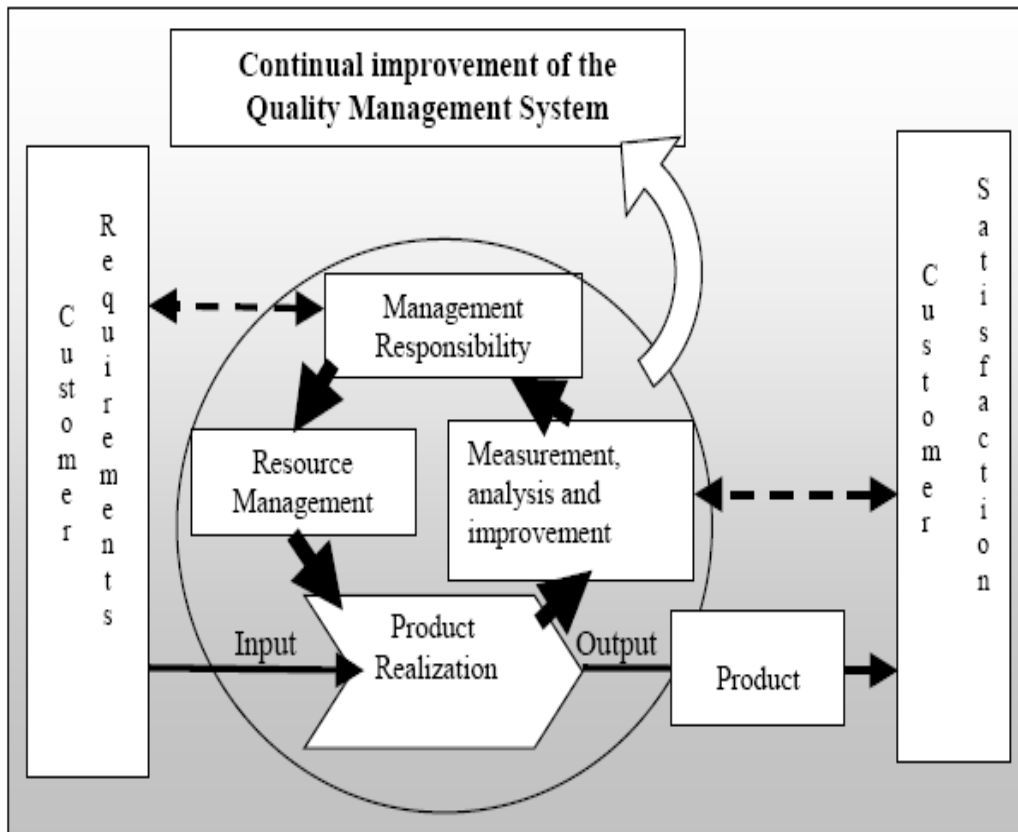 Continual improvement of the
Quality Management System
Customer
Requirements
Management
Responsibility
Resource
Management
Measurement,
analysis and
improvement
Input
Product
Realization
Output
Product
Customer
Satisfaction